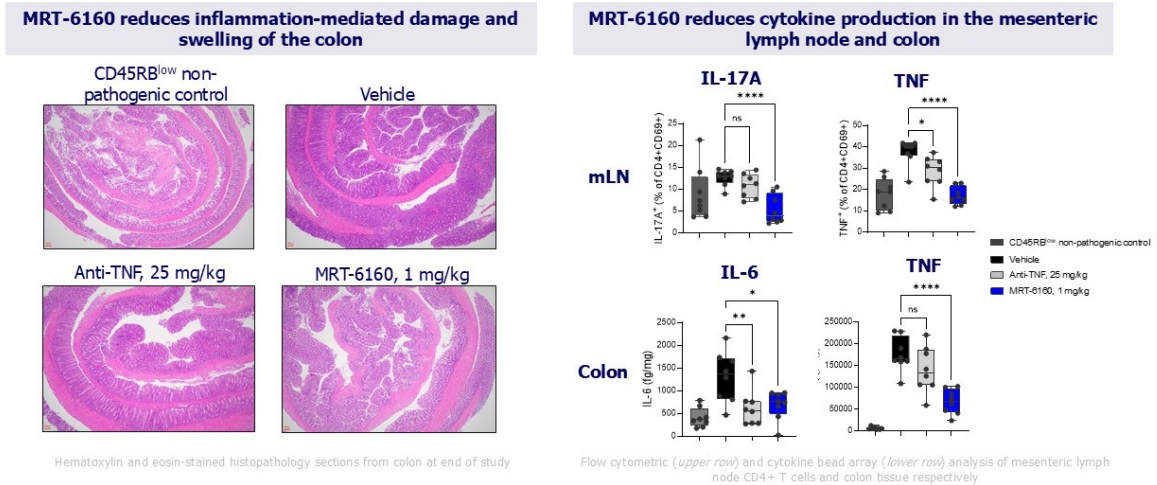 MRT-6160 reduces inflammation-mediated damage and
swelling of the colon
CD45RBlow non-
pathogenic control
Vehicle
Anti-TNF, 25 mg/kg
MRT-6160, 1 mg/kg
Hematoxylin and eosin-stained histopathology sections from colon at end of study
MRT-6160 reduces cytokine production in the mesenteric
lymph node and colon
mLN
IL-17A
IL-17A+ (% of CD4+CD69+)
25
20
15
10
5
0
ns
****
TNF
TNF+ (% of CD4+CD69+)
60
40
20
0
*
****
CD45RBlow non-pathogenic control
Vehicle
Anti-TNF, 25 mg/kg
MRT-6160, 1 mg/kg
Colon
IL-6
IL-6 (fg/mg)
2500
2000
1500
1000
500
0
**
*
TNF
250000
200000
150000
100000
50000
0
ns
****
Flow cytometric (upper row) and cytokine bead array (lower row) analysis of mesenteric lymph
node CD4+ T cells and colon tissue respectively